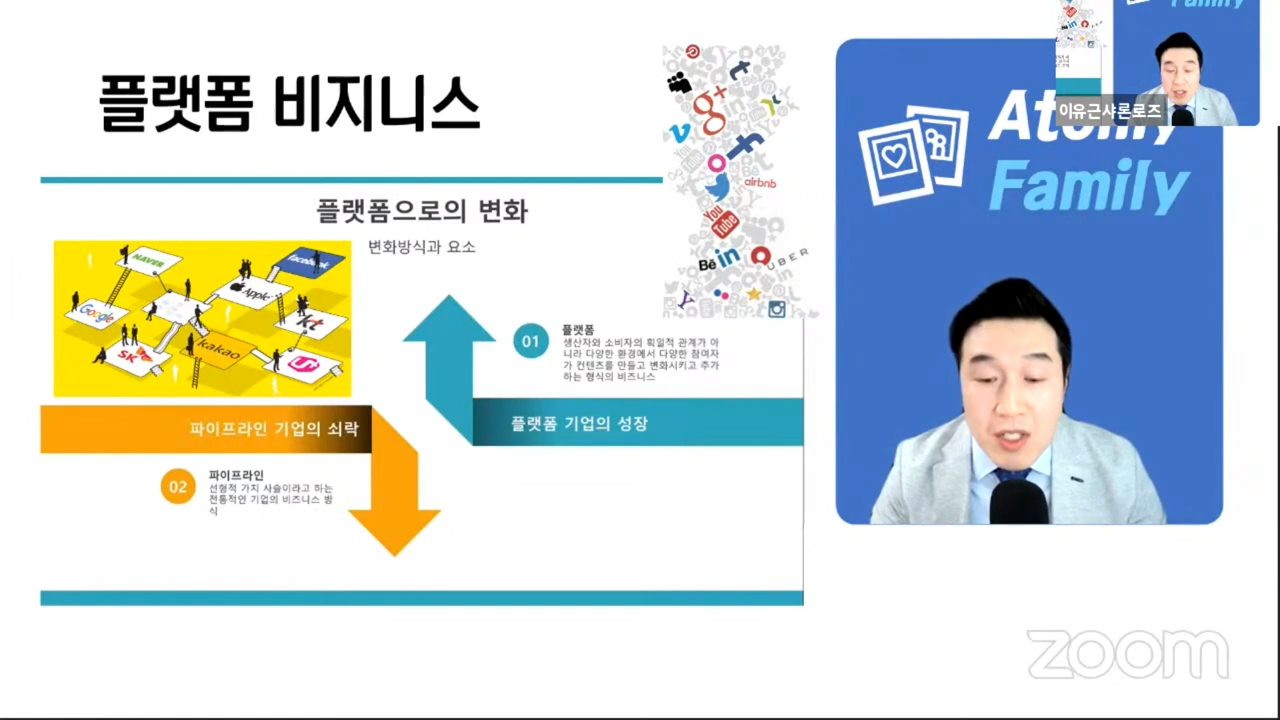 플랫폼 비지니스
플랫폼으로의 변화
변화방식과 요소
NAVER
facebook
Apple
Google
kt
SK
kakao
airbnb
You
Tube
Bē
in
UBER
01
플랫폼
생산자와 소비자의 획일적 관계가 아
니라 다양한 환경에서 다양한 참여자
가 컨텐츠를 만들고 변화시키고 추가
하는 형식의 비즈니스
플랫폼 기업의 성장
파이프라인 기업의 쇠락
02
파이프라인
선형적 가치 사슬이라고 하는
전통적인 기업의 비즈니스 방
식
Family
이유근샤론로즈
Atomy
Family
zoom